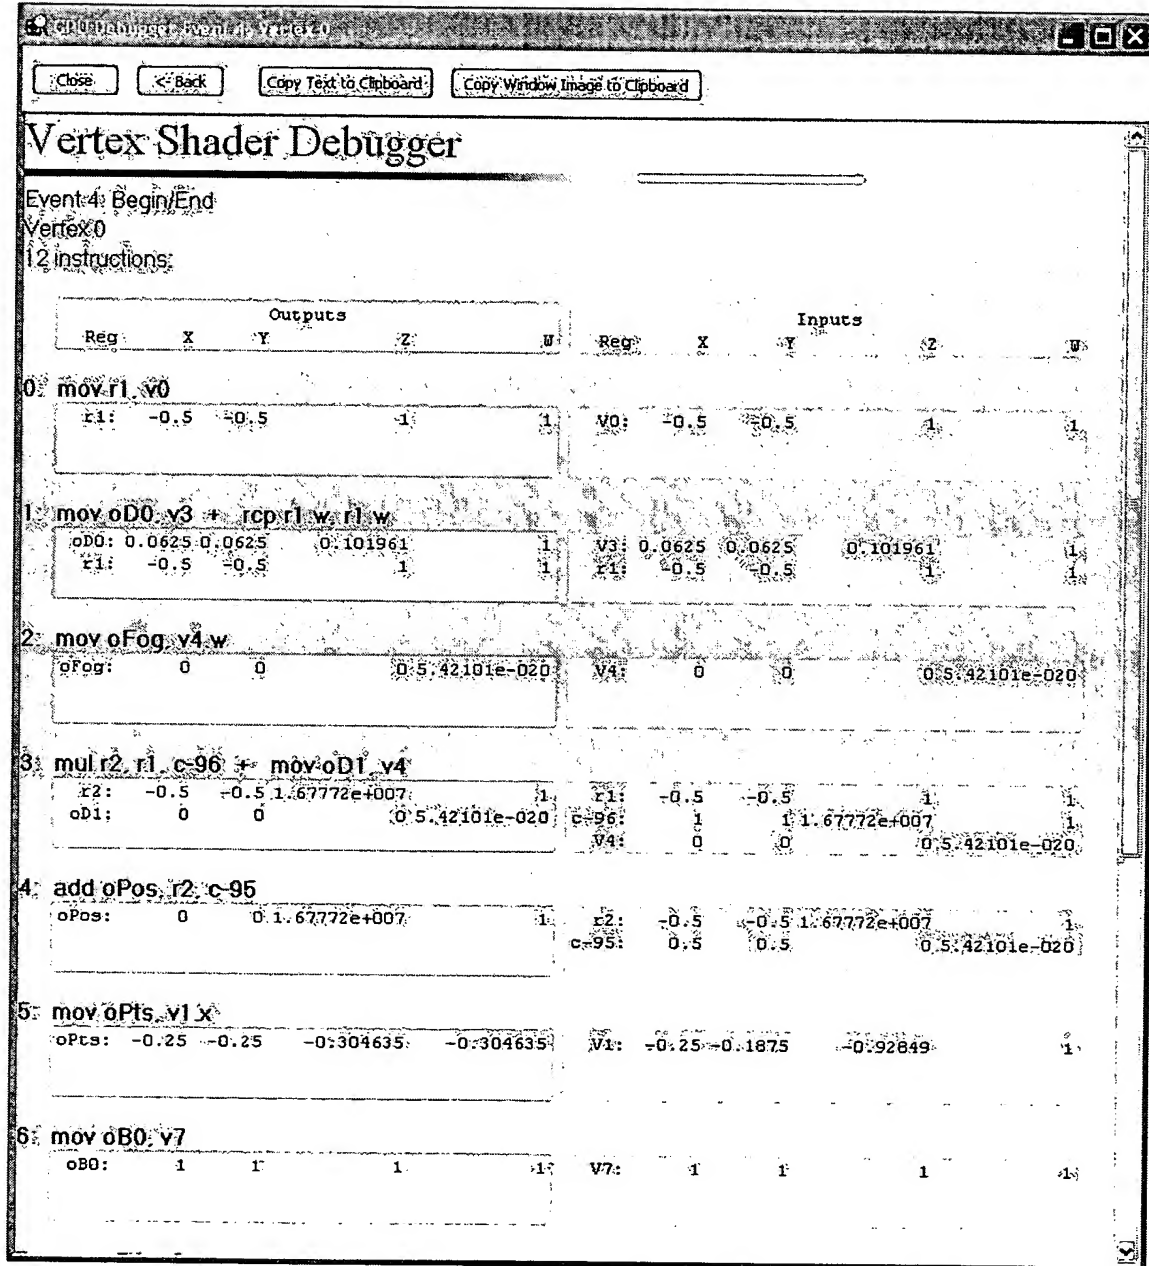 GPU Debugger: Event 4, Vertex 0
Close <- Back Copy Text to Clipboard Copy Window Image to Clipboard
Vertex Shader Debugger
Event 4: Begin/End
Vertex 0
12 instructions:
Outputs Inputs
Reg X Y Z W Reg X Y Z W
0: mov r1, v0
r1: -0.5 -0.5 1 1 V0: -0.5 -0.5 1 1
1: mov oD0, v3 + rcp r1.w, r1.w
oD0: 0.0625 0.0625 0.101961 1 V3: 0.0625 0.0625 0.101961 1
r1: -0.5 -0.5 1 1 r1: -0.5 -0.5 1 1
2: mov oFog, v4.w
oFog: 0 0 0 5.42101e-020 V4: 0 0 0 5.42101e-020
3: mul r2, r1, c-96 + mov oD1, v4
r2: -0.5 -0.5 1.67772e+007 1 r1: -0.5 -0.5 1 1
oD1: 0 0 0 5.42101e-020 c-96: 1 1 1.67772e+007 1
V4: 0 0 0 5.42101e-020
4: add oPos, r2, c-95
oPos: 0 0 1.67772e+007 1 r2: -0.5 -0.5 1.67772e+007 1
c-95: 0.5 0.5 0 5.42101e-020
5: mov oPts, v1.x
oPts: -0.25 -0.25 -0.304635 -0.304635 V1: -0.25 -0.1875 -0.92849 1
6: mov oB0, v7
oB0: 1 1 1 1 V7: 1 1 1 1